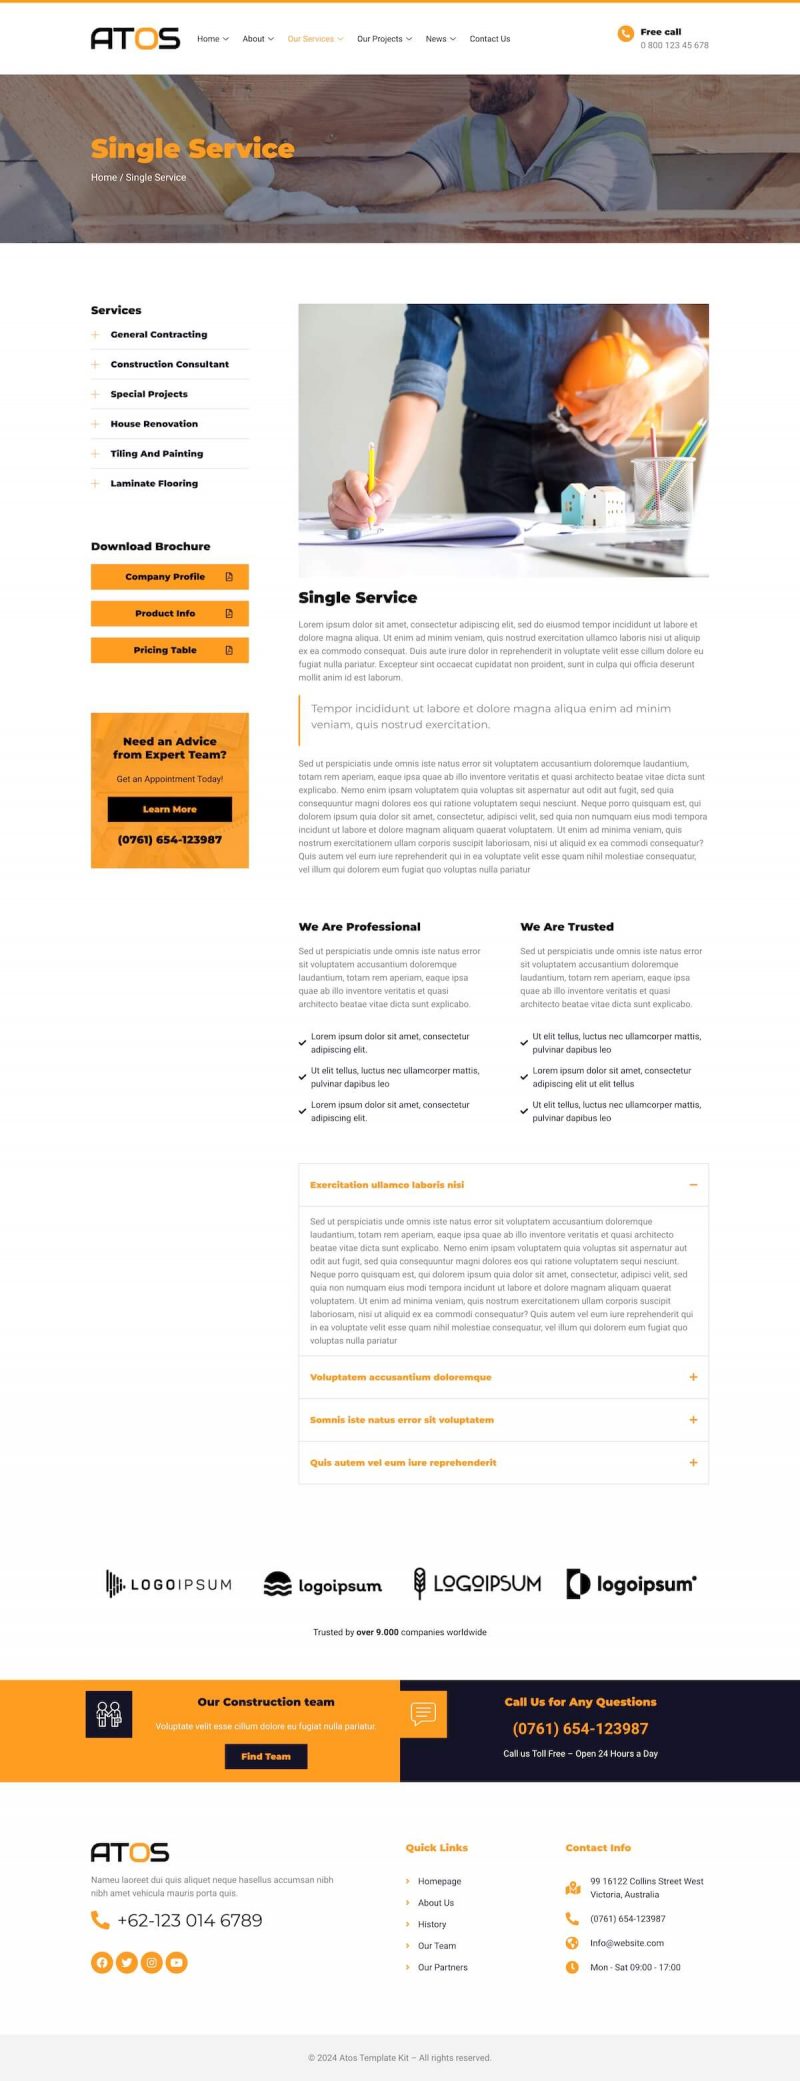 ATOS
Home
About
Our Services
Our Projects
News
Contact Us
Free call
0 800 123 45 678
Single Service
Home / Single Service
Services
General Contracting
Construction Consultant
Special Projects
House Renovation
Tiling And Painting
Laminate Flooring
Download Brochure
Company Profile
Product Info
Pricing Table
Need an Advice
from Expert Team?
Get an Appointment Today!
Learn More
(0761) 654-123987
Single Service
Lorem ipsum dolor sit amet, consectetur adipiscing elit, sed do eiusmod tempor incididunt ut labore et
dolore magna aliqua. Ut enim ad minim veniam, quis nostrud exercitation ullamco laboris nisi ut aliquip
ex ea commodo consequat. Duis aute irure dolor in reprehenderit in voluptate velit esse cillum dolore eu
fugiat nulla pariatur. Excepteur sint occaecat cupidatat non proident, sunt in culpa qui officia deserunt
mollit anim id est laborum.
Tempor incididunt ut labore et dolore magna aliqua enim ad minim
veniam, quis nostrud exercitation.
Sed ut perspiciatis unde omnis iste natus error sit voluptatem accusantium doloremque laudantium,
totam rem aperiam, eaque ipsa quae ab illo inventore veritatis et quasi architecto beatae vitae dicta sunt
explicabo. Nemo enim ipsam voluptatem quia voluptas sit aspernatur aut odit aut fugit, sed quia
consequuntur magni dolores eos qui ratione voluptatem sequi nesciunt. Neque porro quisquam est, qui
dolorem ipsum quia dolor sit amet, consectetur, adipisci velit, sed quia non numquam eius modi tempora
incidunt ut labore et dolore magnam aliquam quaerat voluptatem. Ut enim ad minima veniam, quis
nostrum exercitationem ullam corporis suscipit laboriosam, nisi ut aliquid ex ea commodi consequatur?
Quis autem vel eum iure reprehenderit qui in ea voluptate velit esse quam nihil molestiae consequatur,
vel illum qui dolorem eum fugiat quo voluptas nulla pariatur
We Are Professional
Sed ut perspiciatis unde omnis iste natus error
sit voluptatem accusantium doloremque
laudantium, totam rem aperiam, eaque ipsa
quae ab illo inventore veritatis et quasi
architecto beatae vitae dicta sunt explicabo.
Lorem ipsum dolor sit amet, consectetur
adipiscing elit.
Ut elit tellus, luctus nec ullamcorper mattis,
pulvinar dapibus leo
Lorem ipsum dolor sit amet, consectetur
adipiscing elit.
We Are Trusted
Sed ut perspiciatis unde omnis iste natus error
sit voluptatem accusantium doloremque
laudantium, totam rem aperiam, eaque ipsa
quae ab illo inventore veritatis et quasi
architecto beatae vitae dicta sunt explicabo.
Ut elit tellus, luctus nec ullamcorper mattis,
pulvinar dapibus leo
Lorem ipsum dolor sit amet, consectetur
adipiscing elit ut elit tellus
Ut elit tellus, luctus nec ullamcorper mattis,
pulvinar dapibus leo
Exercitation ullamco laboris nisi
Sed ut perspiciatis unde omnis iste natus error sit voluptatem accusantium doloremque
laudantium, totam rem aperiam, eaque ipsa quae ab illo inventore veritatis et quasi architecto
beatae vitae dicta sunt explicabo. Nemo enim ipsam voluptatem quia voluptas sit aspernatur aut
odit aut fugit, sed quia consequuntur magni dolores eos qui ratione voluptatem sequi nesciunt.
Neque porro quisquam est, qui dolorem ipsum quia dolor sit amet, consectetur, adipisci velit, sed
quia non numquam eius modi tempora incidunt ut labore et dolore magnam aliquam quaerat
voluptatem. Ut enim ad minima veniam, quis nostrum exercitationem ullam corporis suscipit
laboriosam, nisi ut aliquid ex ea commodi consequatur? Quis autem vel eum iure reprehenderit qui
in ea voluptate velit esse quam nihil molestiae consequatur, vel illum qui dolorem eum fugiat quo
voluptas nulla pariatur
Voluptatem accusantium doloremque
Somnis iste natus error sit voluptatem
Quis autem vel eum iure reprehenderit
LOGOIPSUM
logoipsum
LOGOIPSUM
logoipsum
Trusted by over 9.000 companies worldwide
Our Construction team
Voluptate velit esse cillum dolore eu fugiat nulla pariatur.
Find Team
Call Us for Any Questions
(0761) 654-123987
Call us Toll Free – Open 24 Hours a Day
ATOS
Nameu laoreet dui quis aliquet neque hasellus accumsan nibh
nibh amet vehicula mauris porta quis.
+62-123 014 6789
Quick Links
Homepage
About Us
History
Our Team
Our Partners
Contact Info
99 16122 Collins Street West
Victoria, Australia
(0761) 654-123987
Info@website.com
Mon - Sat 09:00 - 17:00
© 2024 Atos Template Kit – All rights reserved.